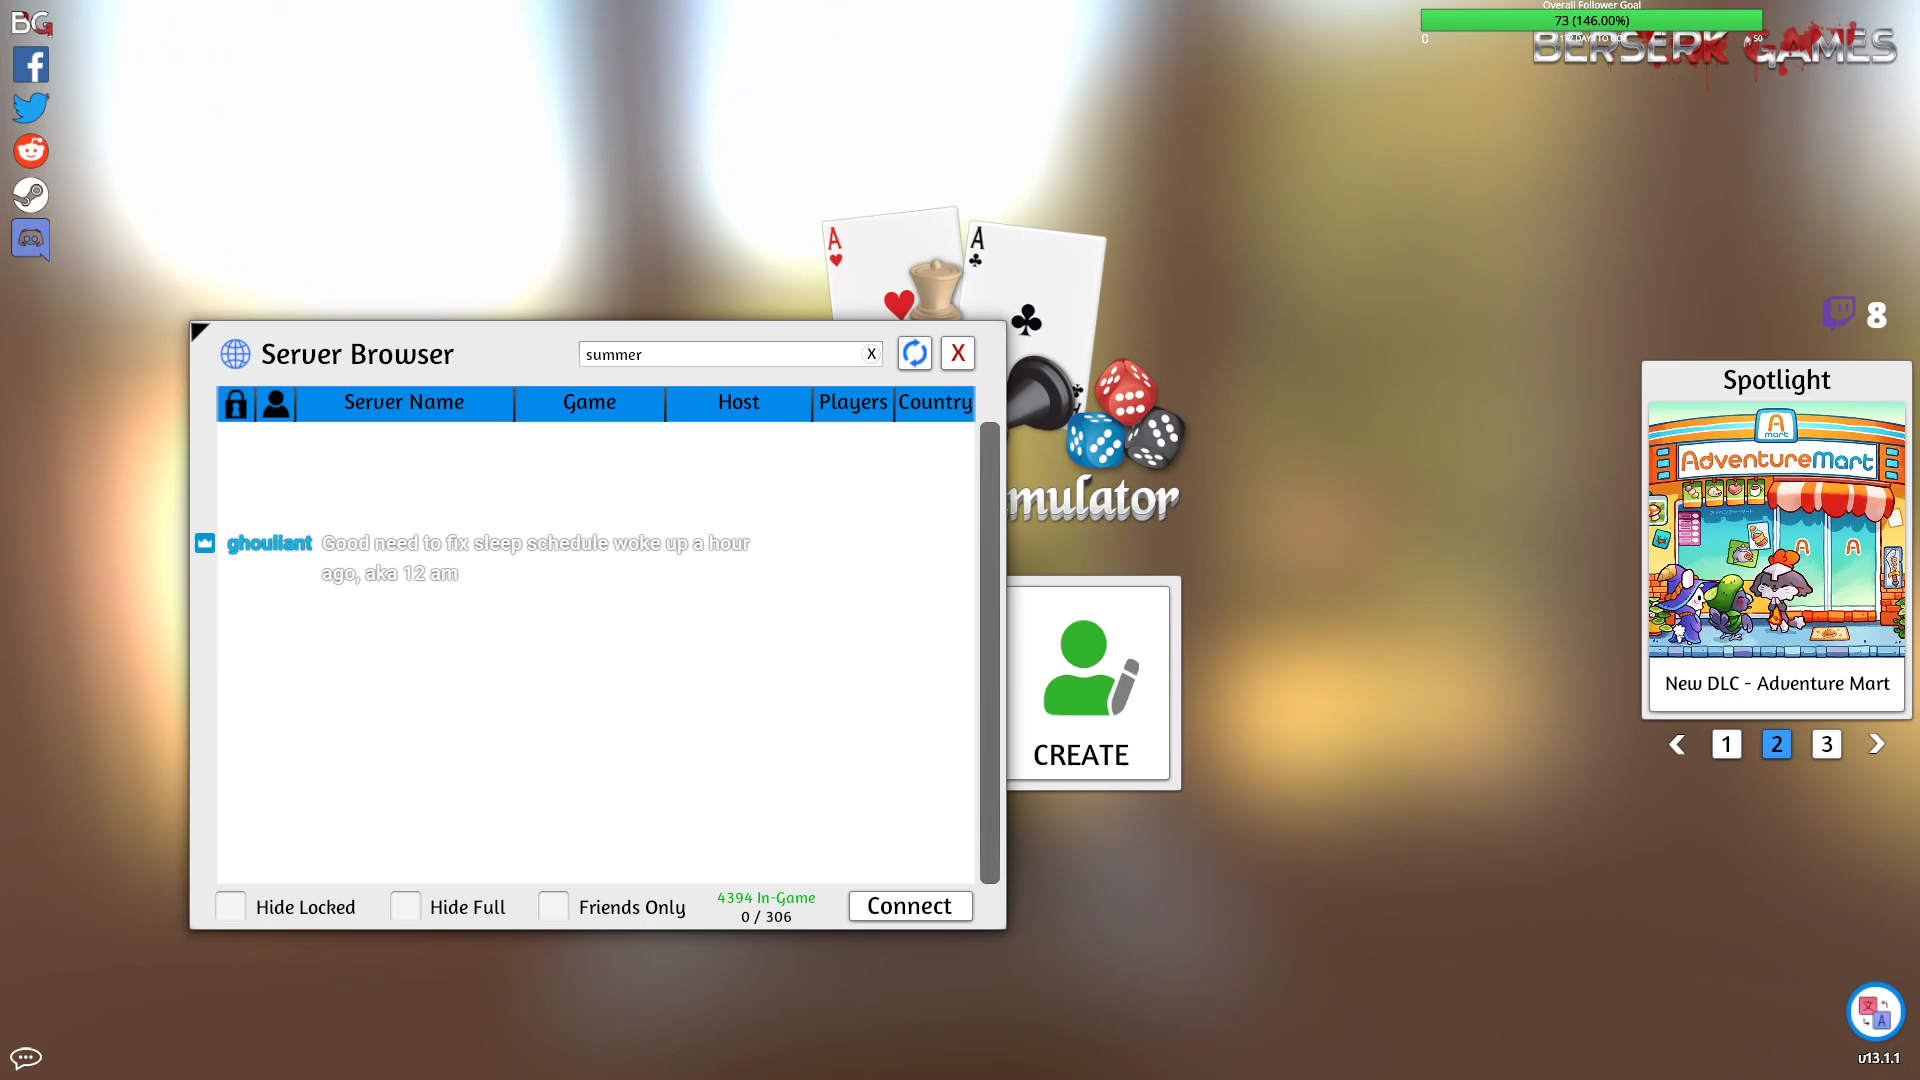 BG
Overall Follower Goal
73 (146.00%)
0
50
BERSERK GAMES
A
A
8
Server Browser
summer
X
X
Server Name
Game
Host
Players
Country
mulator
ghouliant Good need to fix sleep schedule woke up a hour
ago, aka 12 am
CREATE
Hide Locked
Hide Full
Friends Only
4394 In-Game
0 / 306
Connect
Spotlight
A
mart
AdventureMart
A
A
New DLC - Adventure Mart
1
2
3
文
A
v13.1.1